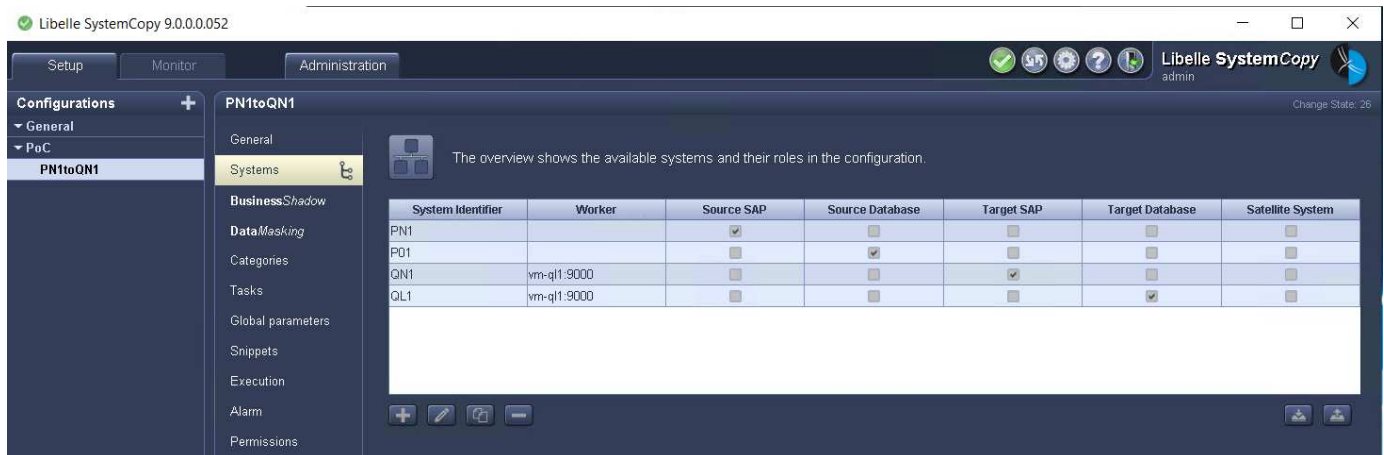 Libelle SystemCopy 9.0.0.0.052
Setup Monitor Administration
Libelle SystemCopy
admin
Configurations
PN1toQN1
Change State: 26
General
PoC
PN1toQN1
General
Systems
BusinessShadow
DataMasking
Categories
Tasks
Global parameters
Snippets
Execution
Alarm
Permissions
The overview shows the available systems and their roles in the configuration.
System Identifier Worker Source SAP Source Database Target SAP Target Database Satellite System
PN1
P01
QN1 vm-ql1:9000
QL1 vm-ql1:9000